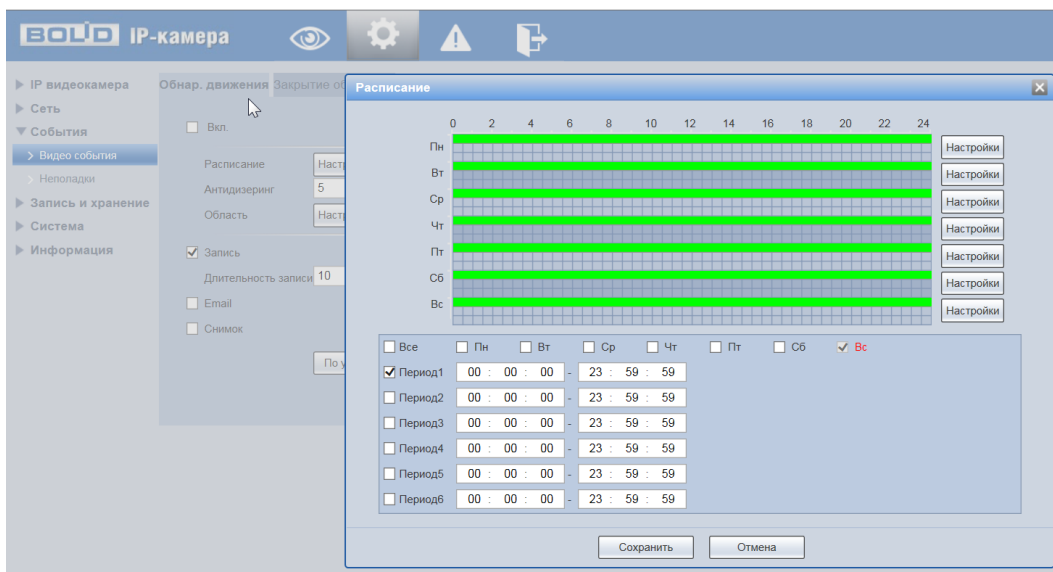 BOLID IP-камера
IP видеокамера
Сеть
События
Видео события
Неполадки
Запись и хранение
Система
Информация
Обнар. движения Закрытие об
Вкл.
Расписание Наст
Антидизеринг 5
Область Наст
Запись
Длительность записи 10
Email
Снимок
По у
Расписание
0 2 4 6 8 10 12 14 16 18 20 22 24
Пн Настройки
Вт Настройки
Ср Настройки
Чт Настройки
Пт Настройки
Сб Настройки
Вс Настройки
Все Пн Вт Ср Чт Пт Сб Вс
Период1 00 : 00 : 00 - 23 : 59 : 59
Период2 00 : 00 : 00 - 23 : 59 : 59
Период3 00 : 00 : 00 - 23 : 59 : 59
Период4 00 : 00 : 00 - 23 : 59 : 59
Период5 00 : 00 : 00 - 23 : 59 : 59
Период6 00 : 00 : 00 - 23 : 59 : 59
Сохранить Отмена